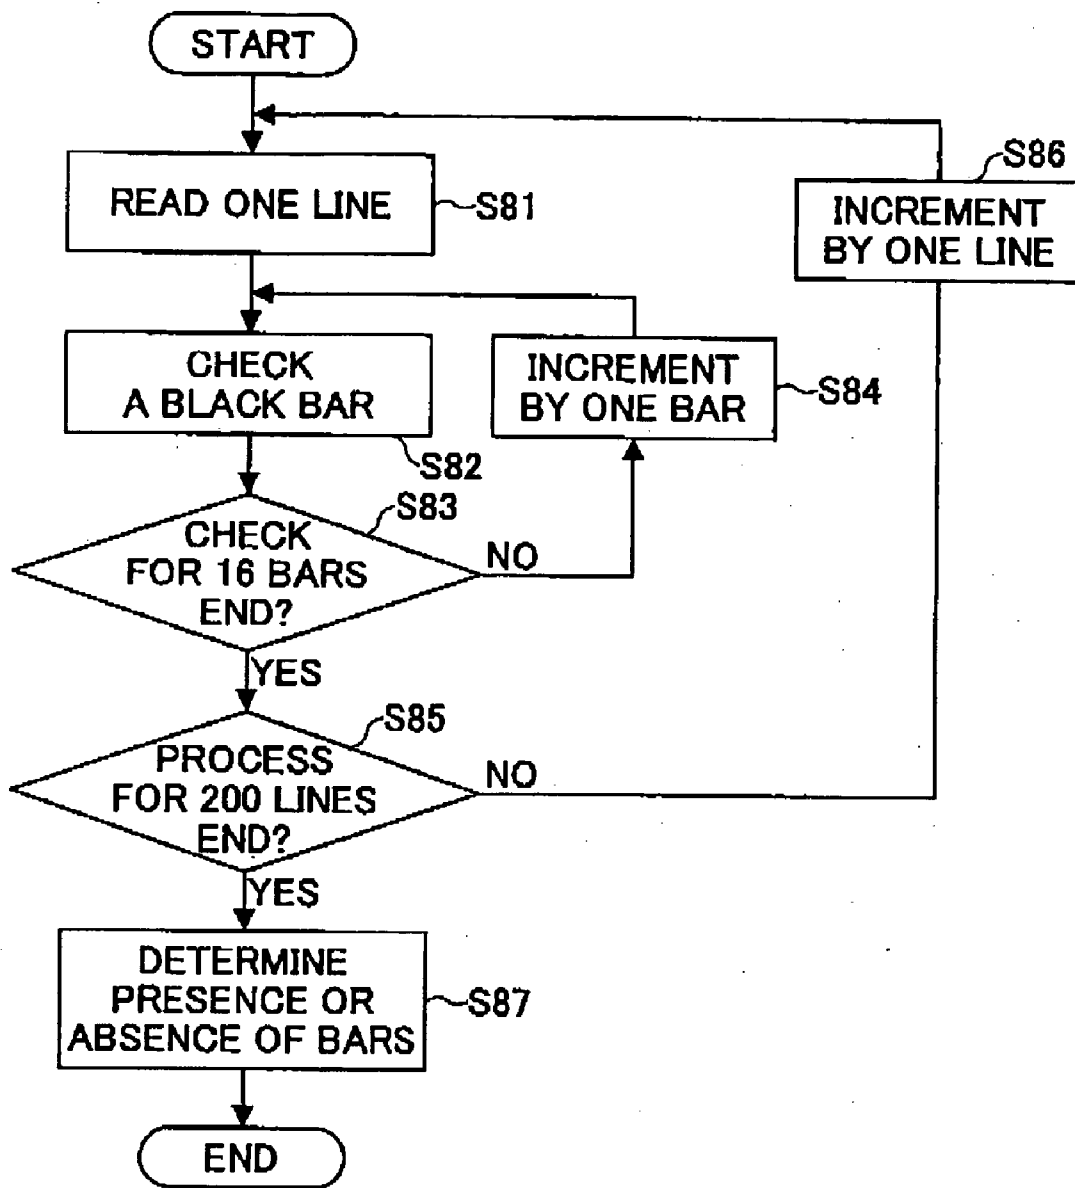 START
READ ONE LINE
S81
S86
INCREMENT
BY ONE LINE
CHECK
A BLACK BAR
S82
INCREMENT
BY ONE BAR
S84
S83
CHECK
FOR 16 BARS
END?
NO
YES
S85
PROCESS
FOR 200 LINES
END?
NO
YES
DETERMINE
PRESENCE OR
ABSENCE OF BARS
S87
END